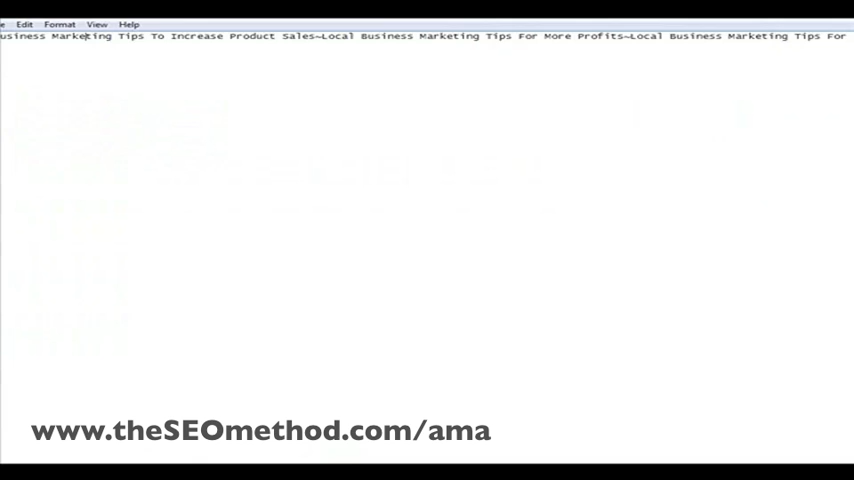 e Edit Format View Help
usiness Marketing Tips To Increase Product Sales~Local Business Marketing Tips For More Profits~Local Business Marketing Tips For
www.theSEOmethod.com/ama